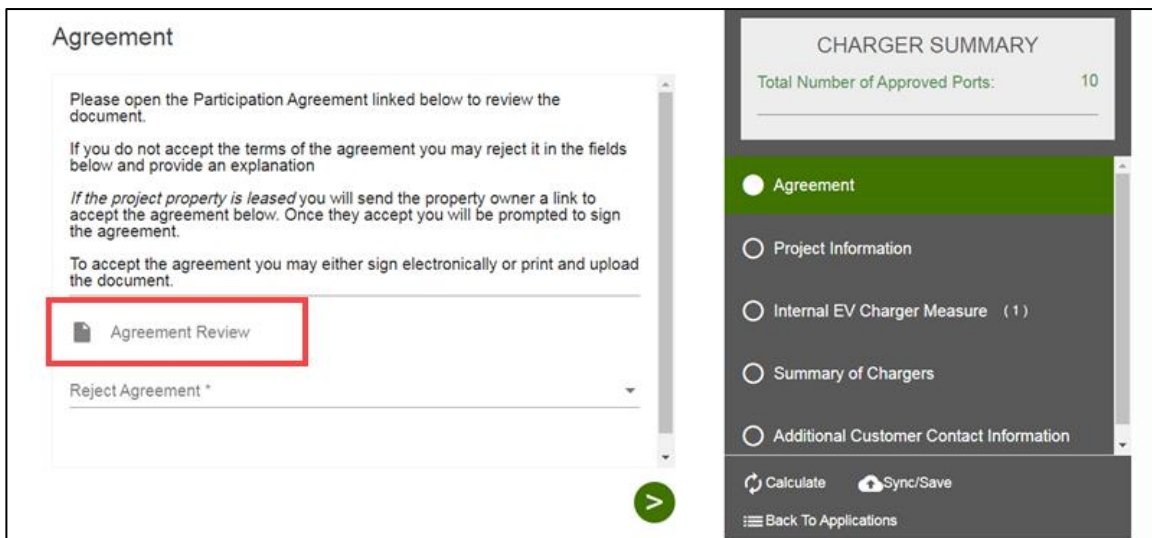 Agreement
Please open the Participation Agreement linked below to review the
document.
If you do not accept the terms of the agreement you may reject it in the fields
below and provide an explanation
If the project property is leased you will send the property owner a link to
accept the agreement below. Once they accept you will be prompted to sign
the agreement.
To accept the agreement you may either sign electronically or print and upload
the document.
Agreement Review
Reject Agreement *
>
CHARGER SUMMARY
Total Number of Approved Ports: 10
Agreement
Project Information
Internal EV Charger Measure (1)
Summary of Chargers
Additional Customer Contact Information
Calculate Sync/Save
Back To Applications